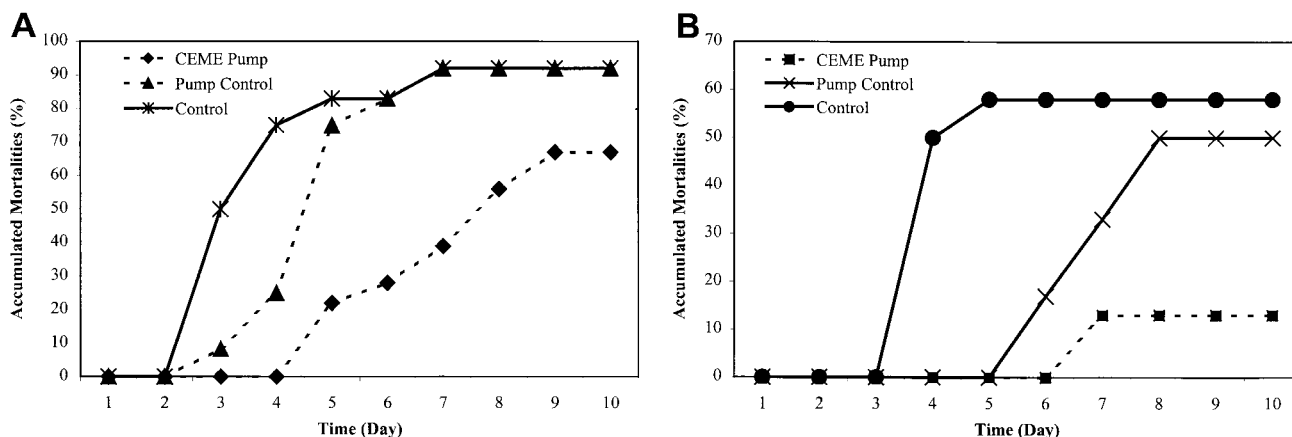 A
Accumulated Mortalities (%)
100
90
80
70
60
50
40
30
20
10
0
CEME Pump
Pump Control
Control
1 2 3 4 5 6 7 8 9 10
Time (Day)
B
Accumulated Mortalities (%)
70
60
50
40
30
20
10
0
CEME Pump
Pump Control
Control
1 2 3 4 5 6 7 8 9 10
Time (Day)